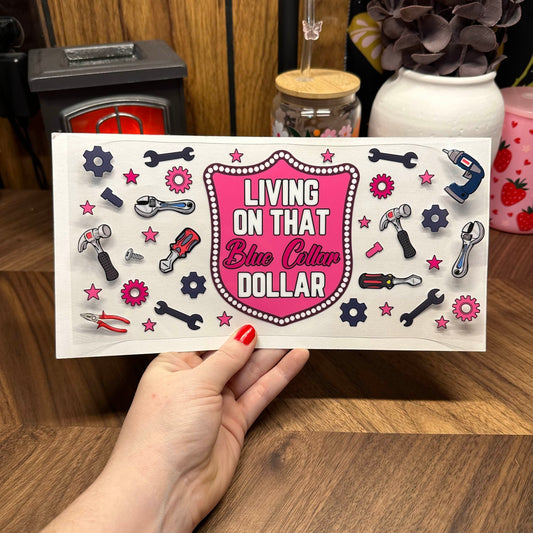 LIVING
ON THAT
Blue Collar
DOLLAR